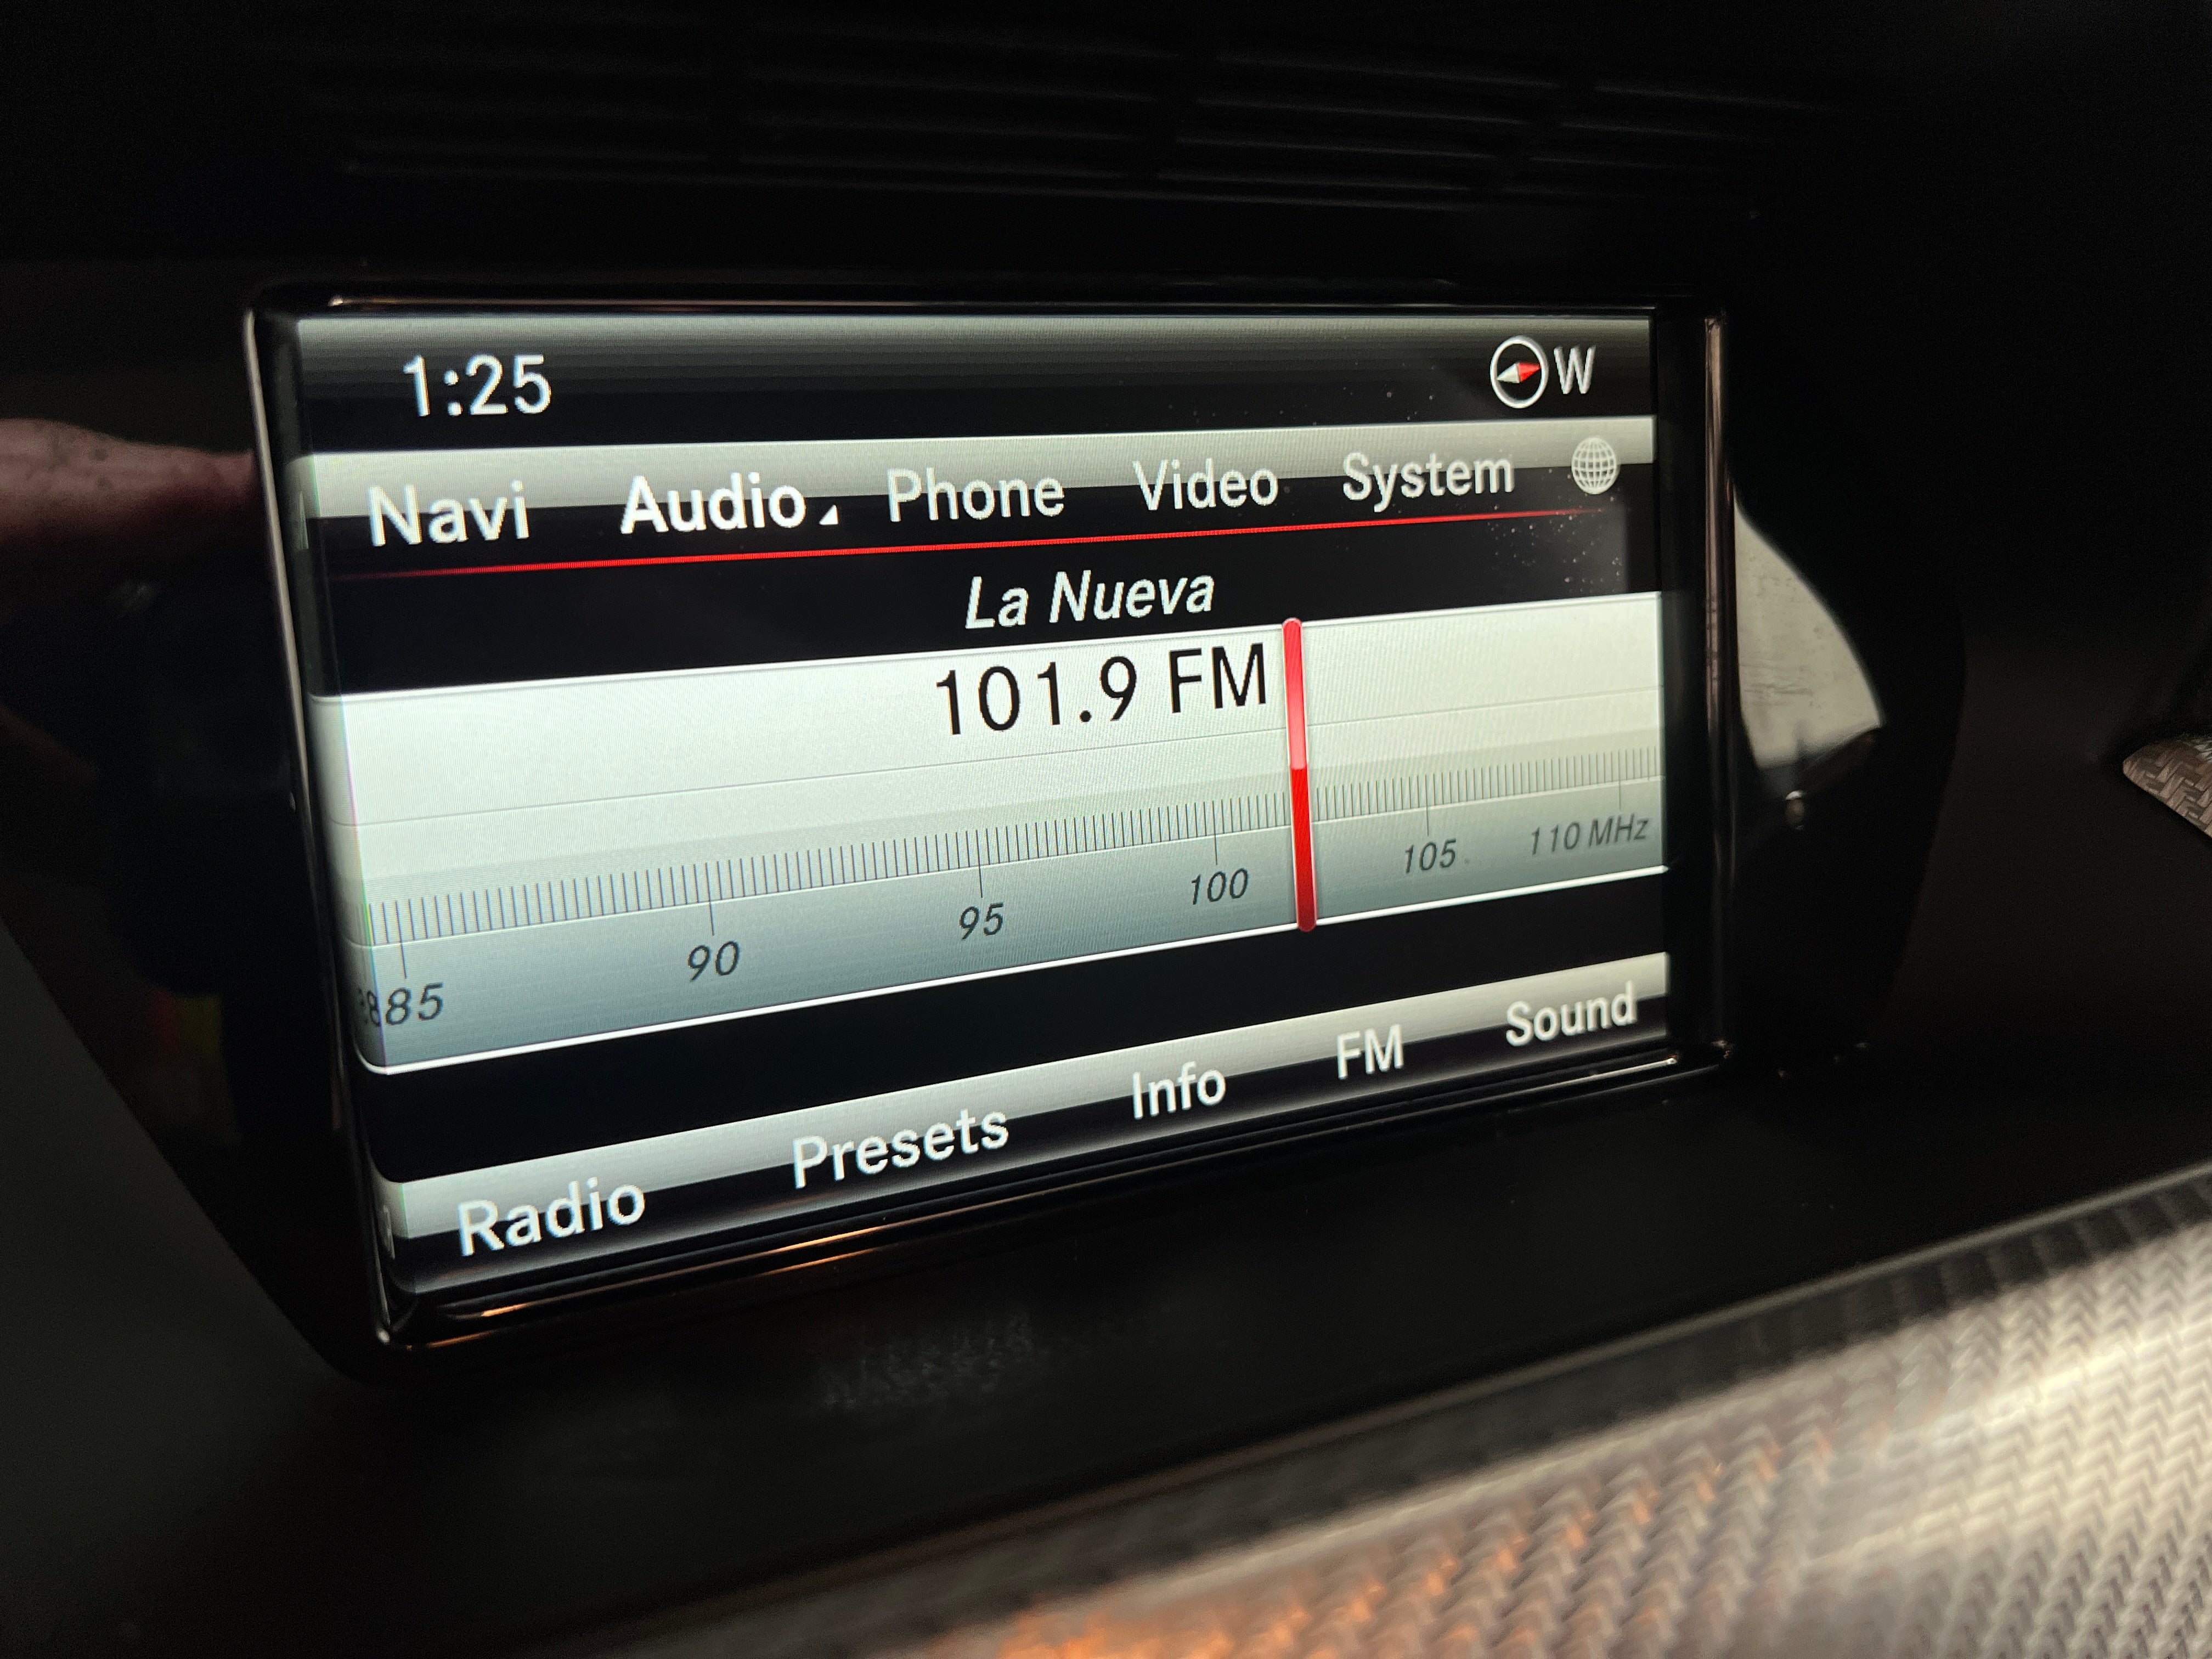 1:25 W
Navi Audio Phone Video System
La Nueva
101.9 FM
85 90 95 100 105 110 MHz
Radio Presets Info FM Sound